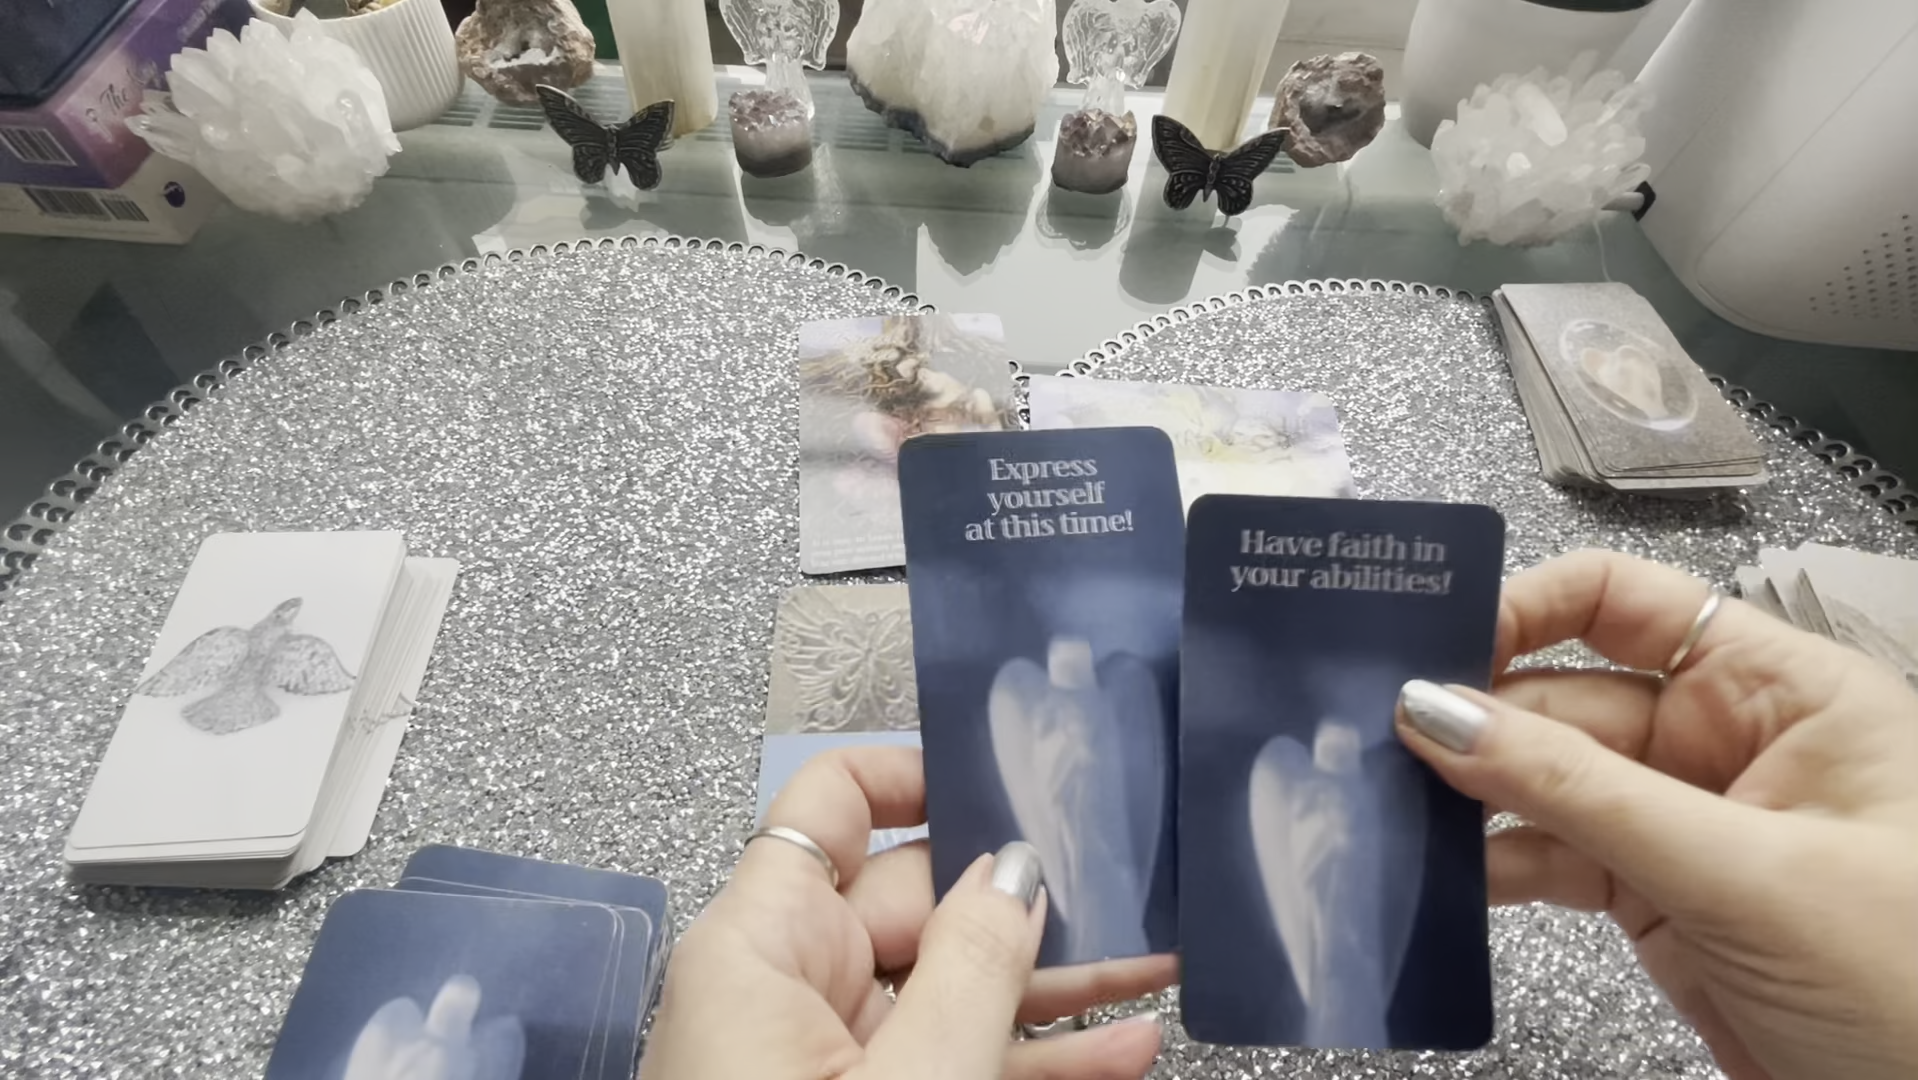 Express
yourself
at this time!
Have faith in
your abilities!